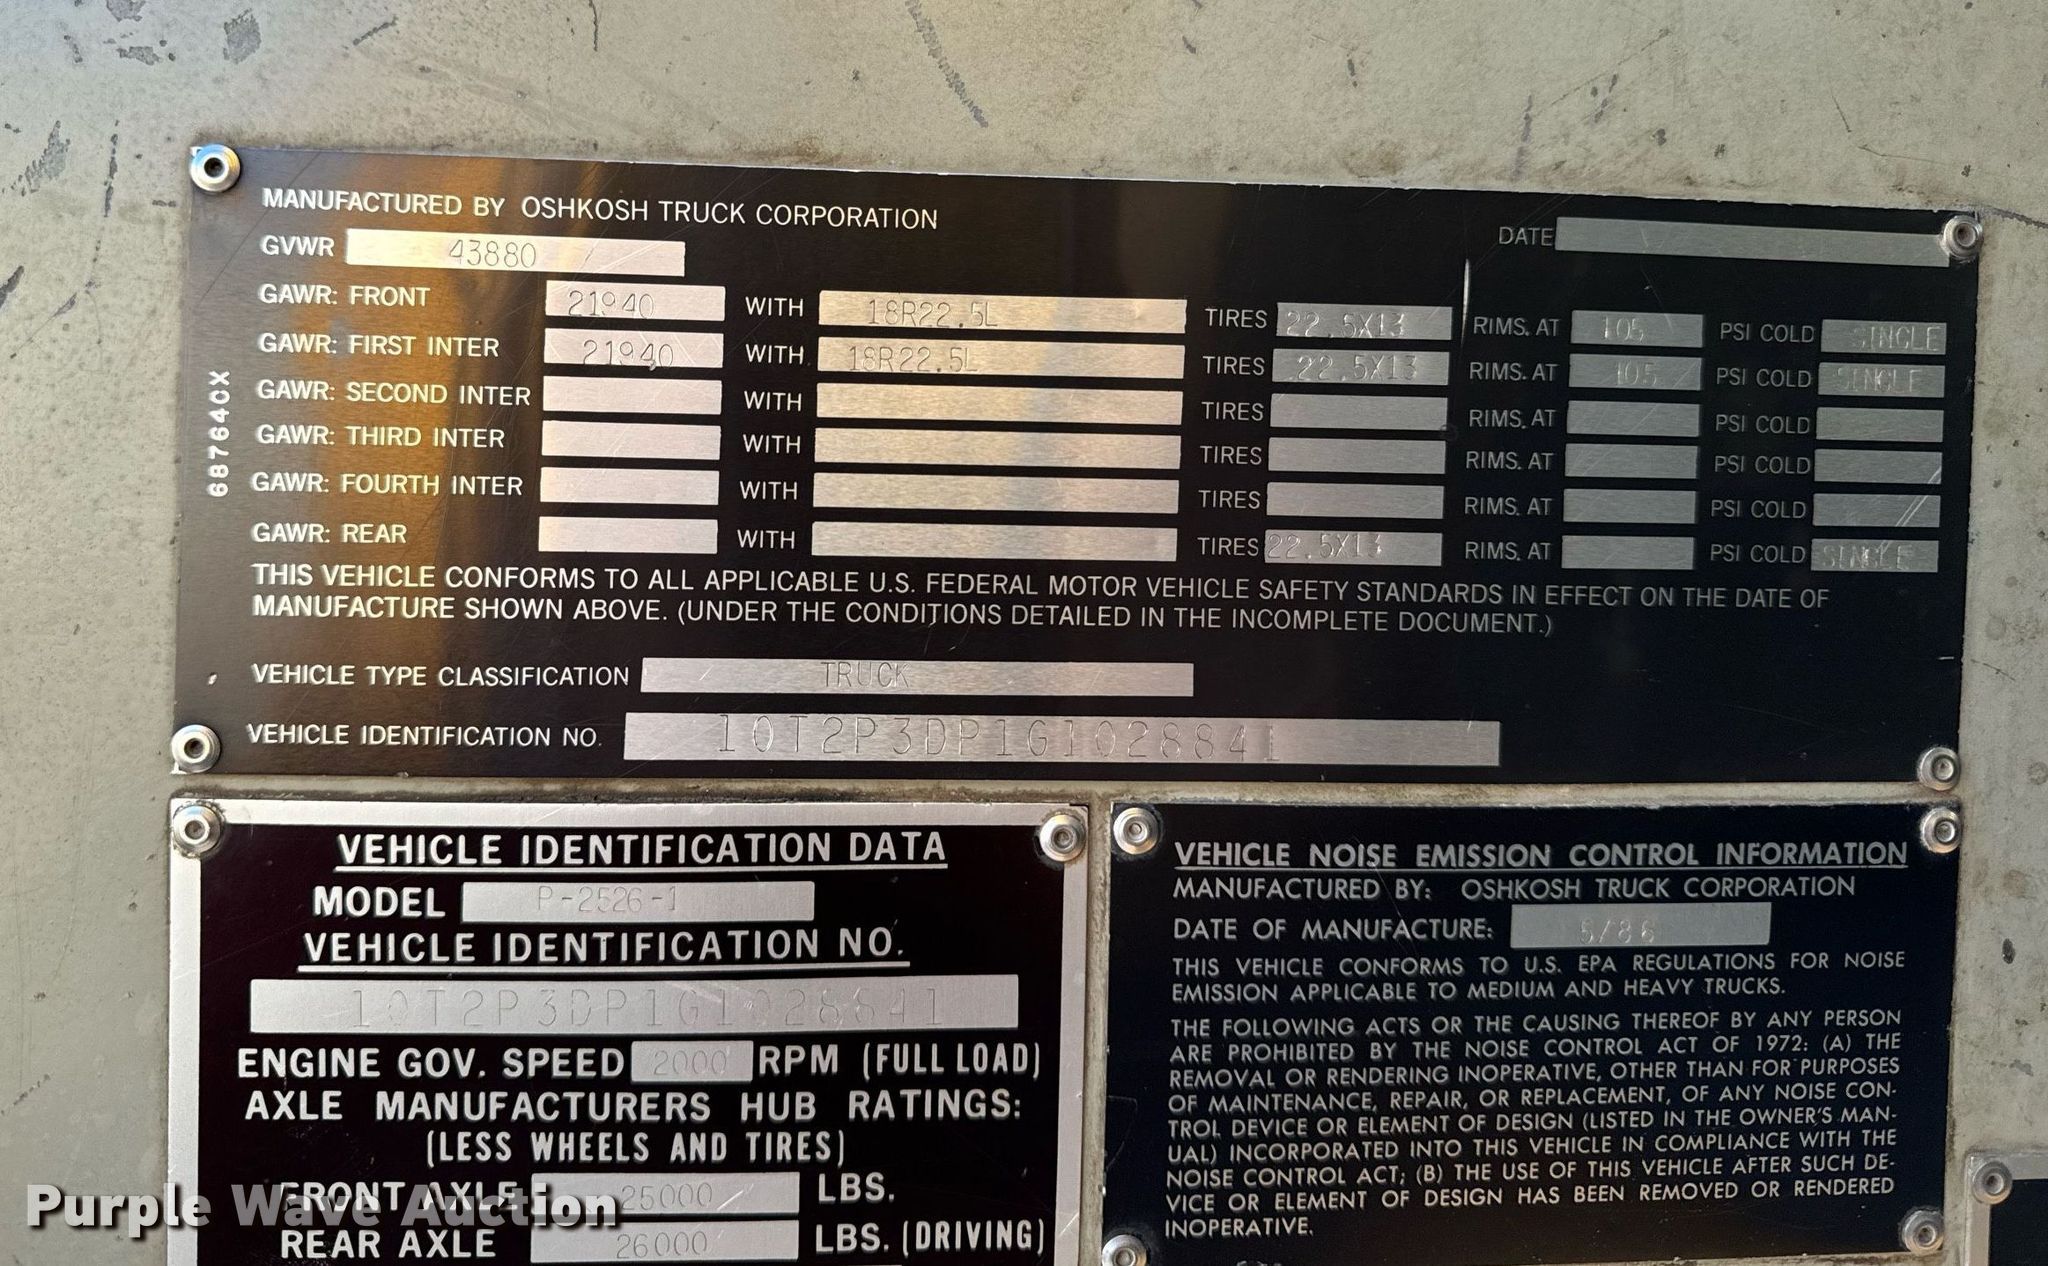 MANUFACTURED BY OSHKOSH TRUCK CORPORATION
GVWR 43880 DATE
GAWR: FRONT 21940 WITH 18R22.5L TIRES 22.5X13 RIMS. AT 105 PSI COLD SINGLE
GAWR: FIRST INTER 21940 WITH 18R22.5L TIRES 22.5X13 RIMS. AT 105 PSI COLD SINGLE
GAWR: SECOND INTER WITH TIRES RIMS. AT PSI COLD
GAWR: THIRD INTER WITH TIRES RIMS. AT PSI COLD
GAWR: FOURTH INTER WITH TIRES RIMS. AT PSI COLD
GAWR: REAR WITH TIRES 22.5X13 RIMS. AT PSI COLD SINGLE
687640X
THIS VEHICLE CONFORMS TO ALL APPLICABLE U.S. FEDERAL MOTOR VEHICLE SAFETY STANDARDS IN EFFECT ON THE DATE OF
MANUFACTURE SHOWN ABOVE. (UNDER THE CONDITIONS DETAILED IN THE INCOMPLETE DOCUMENT.)
VEHICLE TYPE CLASSIFICATION TRUCK
VEHICLE IDENTIFICATION NO. 10T2P3DP1G1028841
VEHICLE IDENTIFICATION DATA
MODEL P-2526-1
VEHICLE IDENTIFICATION NO.
10T2P3DP1G1028841
ENGINE GOV. SPEED 2000 RPM (FULL LOAD)
AXLE MANUFACTURERS HUB RATINGS:
(LESS WHEELS AND TIRES)
FRONT AXLE 25000 LBS.
REAR AXLE 26000 LBS. (DRIVING)
VEHICLE NOISE EMISSION CONTROL INFORMATION
MANUFACTURED BY: OSHKOSH TRUCK CORPORATION
DATE OF MANUFACTURE: 5/86
THIS VEHICLE CONFORMS TO U.S. EPA REGULATIONS FOR NOISE
EMISSION APPLICABLE TO MEDIUM AND HEAVY TRUCKS.
THE FOLLOWING ACTS OR THE CAUSING THEREOF BY ANY PERSON
ARE PROHIBITED BY THE NOISE CONTROL ACT OF 1972: (A) THE
REMOVAL OR RENDERING INOPERATIVE, OTHER THAN FOR PURPOSES
OF MAINTENANCE, REPAIR, OR REPLACEMENT, OF ANY NOISE CON-
TROL DEVICE OR ELEMENT OF DESIGN (LISTED IN THE OWNER'S MAN-
UAL) INCORPORATED INTO THIS VEHICLE IN COMPLIANCE WITH THE
NOISE CONTROL ACT; (B) THE USE OF THIS VEHICLE AFTER SUCH DE-
VICE OR ELEMENT OF DESIGN HAS BEEN REMOVED OR RENDERED
INOPERATIVE.
Purple Wave Auction